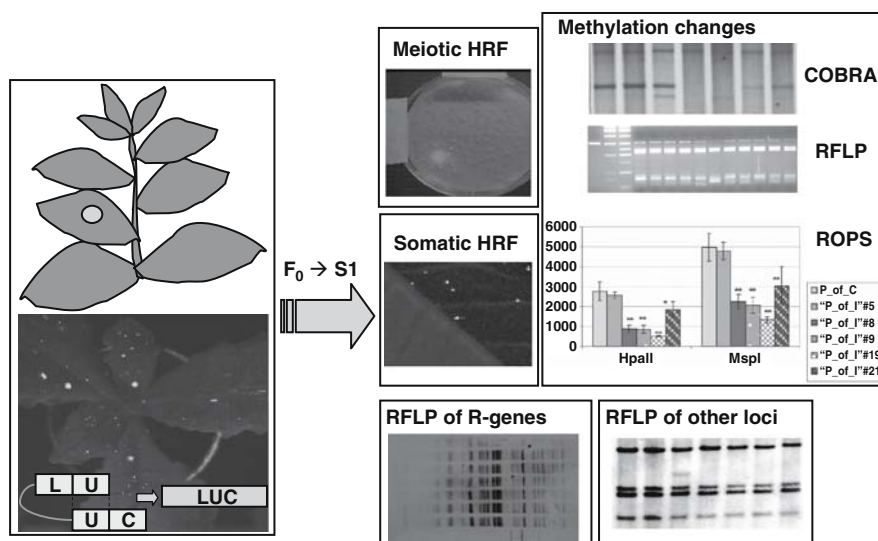 L U
U C
LUC
F0 → S1
Meiotic HRF
Somatic HRF
Methylation changes
COBRA
RFLP
ROPS
6000
5000
4000
3000
2000
1000
0
**
**
**
*
**
**
**
**
HpaII
MspI
P_of_C
"P_of_I"#5
"P_of_I"#8
"P_of_I"#9
"P_of_I"#19
"P_of_I"#21
RFLP of R-genes
RFLP of other loci